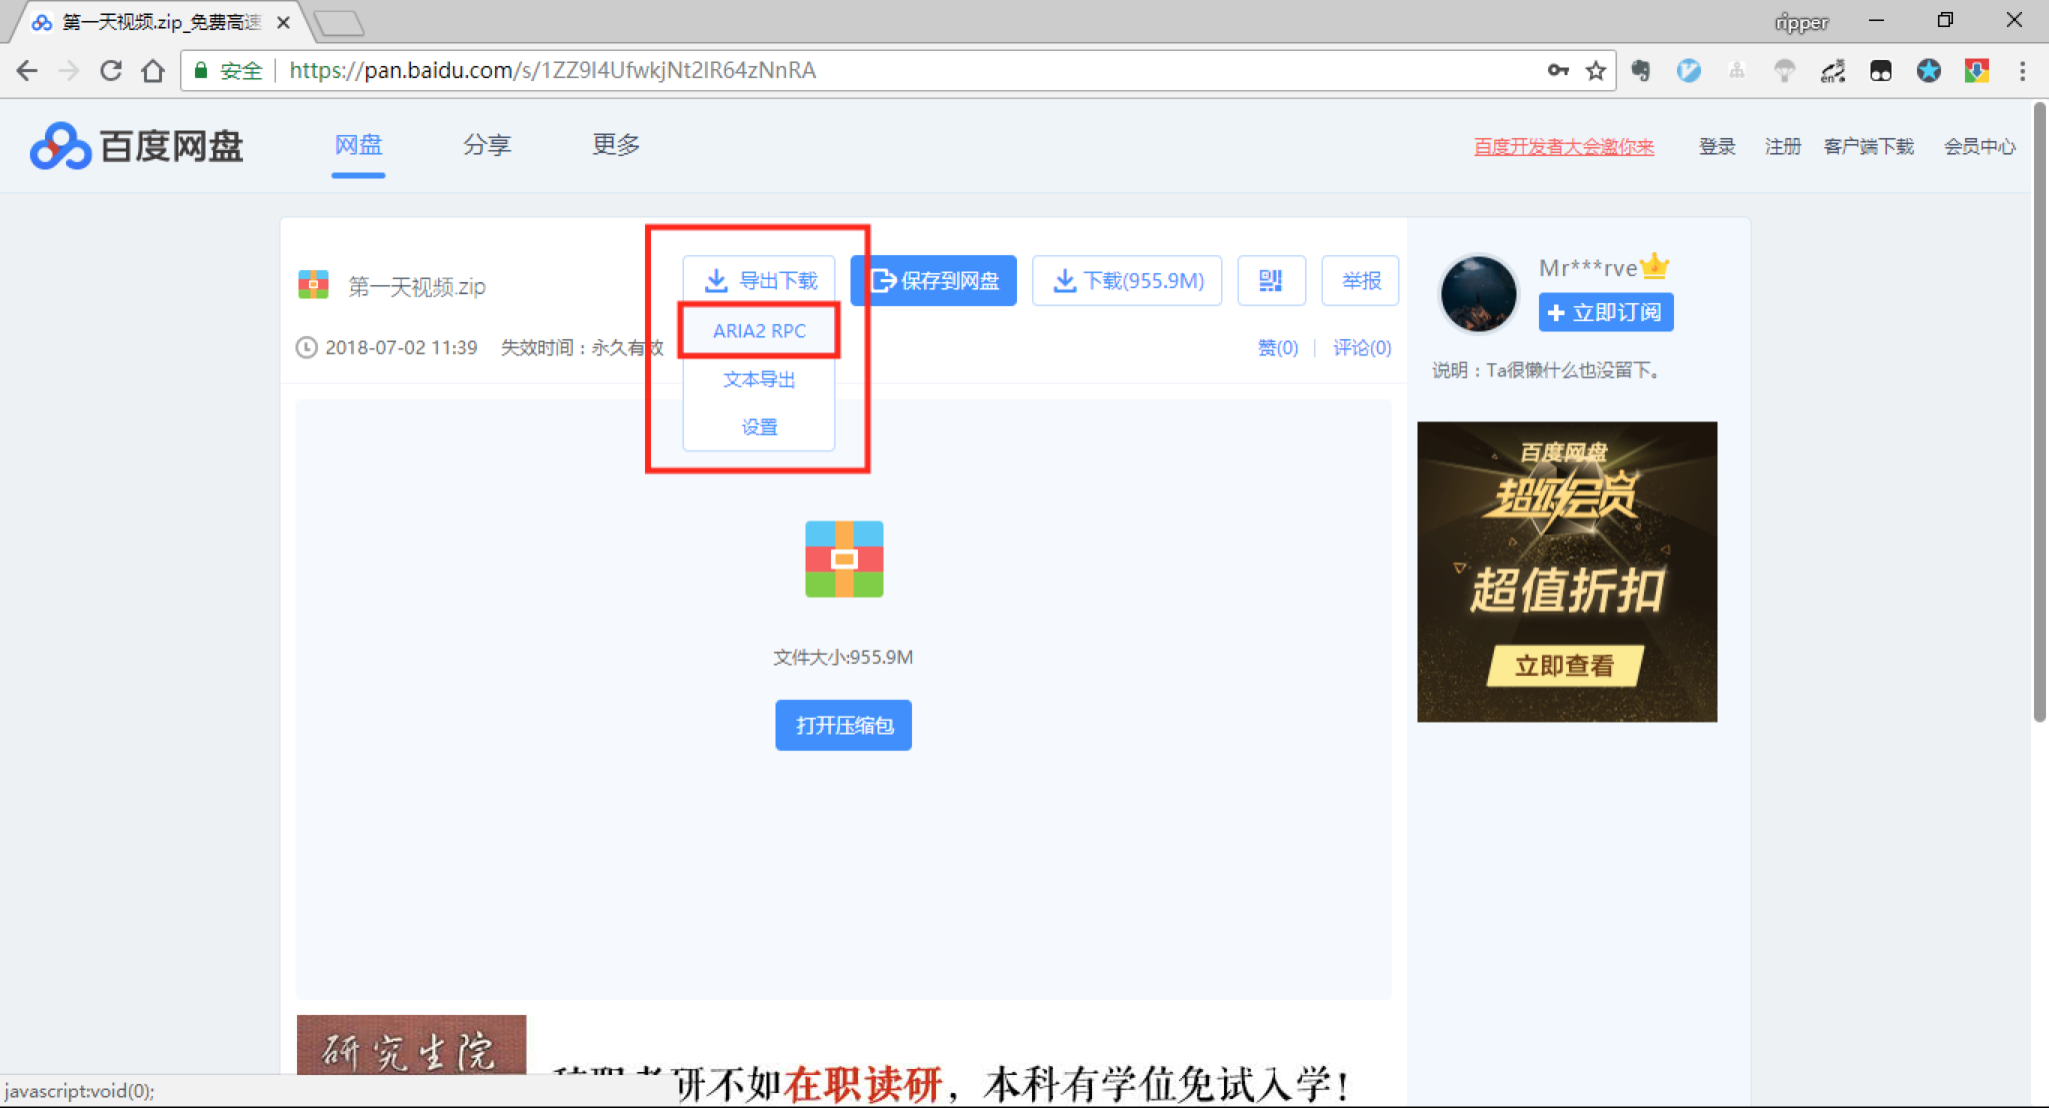 第一天视频.zip_免费高速
ripper
安全
https://pan.baidu.com/s/1ZZ9I4UfwkjNt2IR64zNnRA
百度网盘
网盘
分享
更多
百度开发者大会邀你来
登录
注册
客户端下载
会员中心
第一天视频.zip
导出下载
保存到网盘
下载(955.9M)
举报
ARIA2 RPC
文本导出
设置
2018-07-02 11:39
失效时间：永久有效
赞(0)
评论(0)
Mr***rve
立即订阅
说明：Ta很懒什么也没留下。
百度网盘
超级会员
超值折扣
立即查看
文件大小:955.9M
打开压缩包
研究生院
考研不如在职读研，本科有学位免试入学！
javascript:void(0);